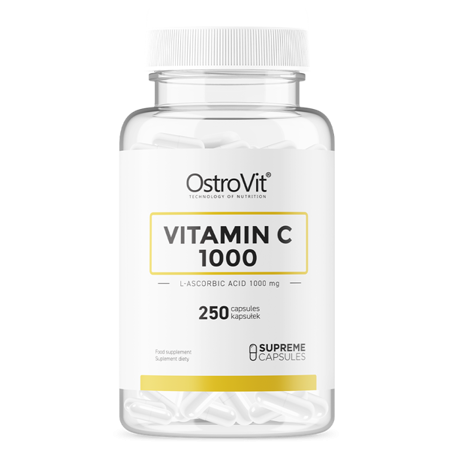 OstroVit®
TECHNOLOGY OF NUTRITION
VITAMIN C
1000
L-ASCORBIC ACID 1000 mg
250 capsules
kapsułek
SUPREME
CAPSULES
Food supplement
Suplement diety